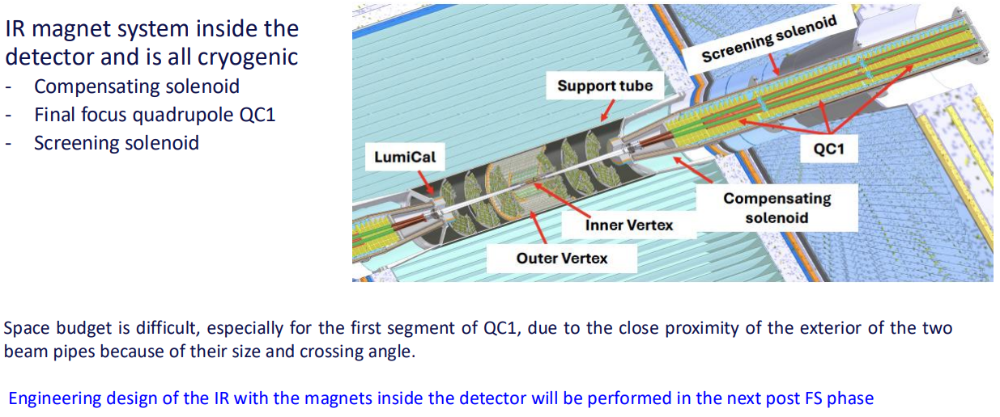 IR magnet system inside the
detector and is all cryogenic
- Compensating solenoid
- Final focus quadrupole QC1
- Screening solenoid
Screening solenoid
Support tube
LumiCal
QC1
Compensating
solenoid
Inner Vertex
Outer Vertex
Space budget is difficult, especially for the first segment of QC1, due to the close proximity of the exterior of the two
beam pipes because of their size and crossing angle.
Engineering design of the IR with the magnets inside the detector will be performed in the next post FS phase